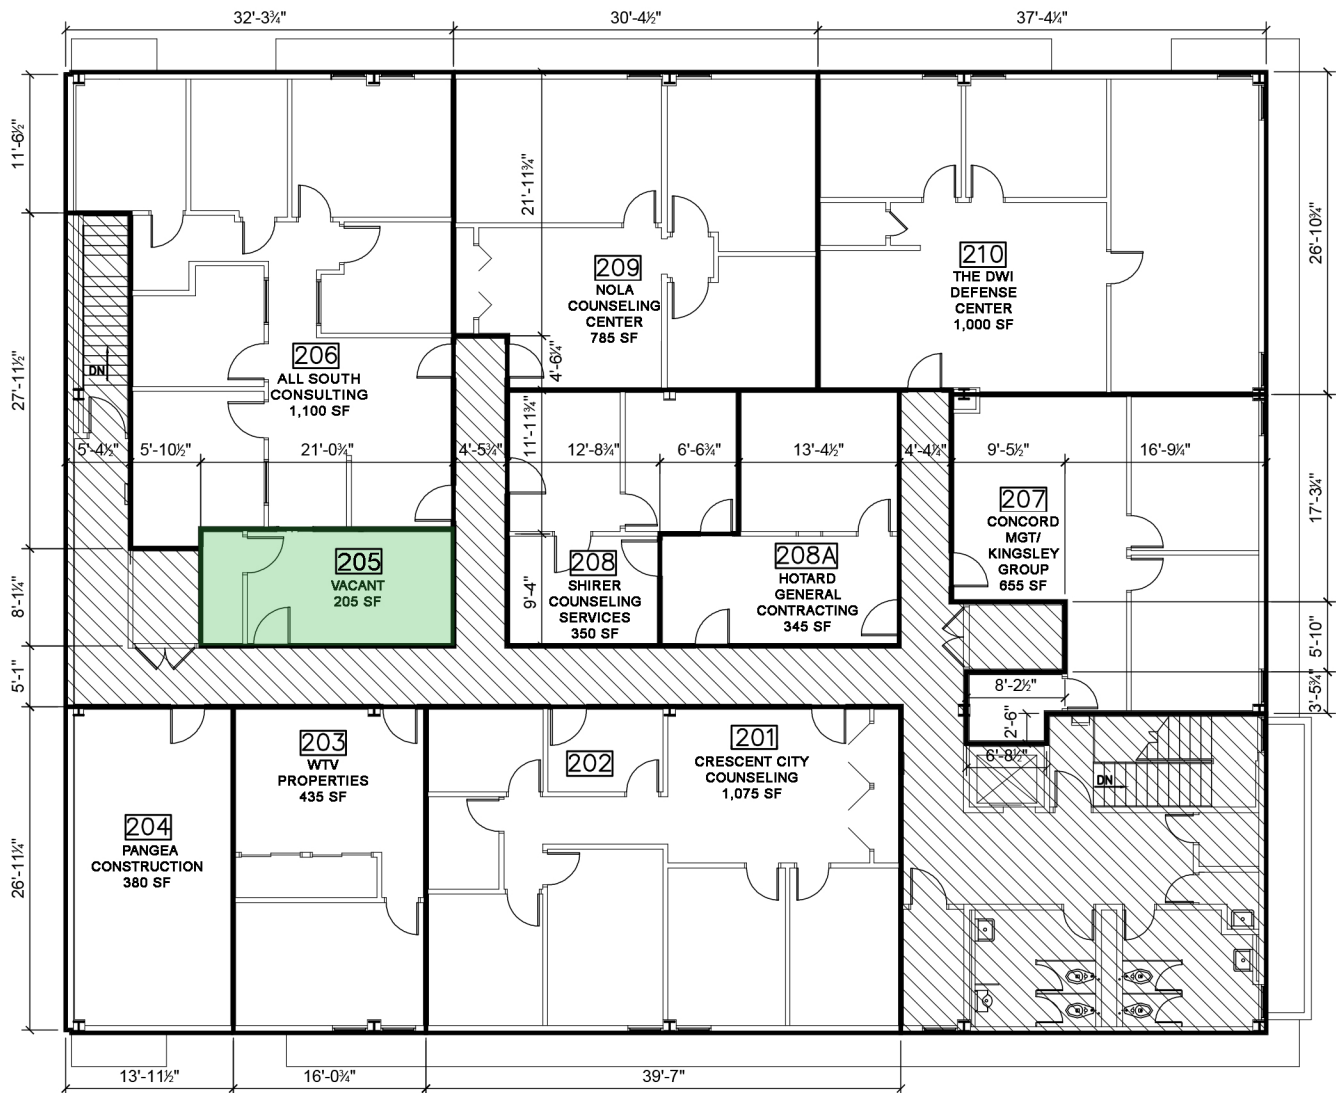 32'-3¾"
30'-4½"
37'-4¼"
11'-6½"
21'-11¾"
26'-10¾"
209
NOLA
COUNSELING
CENTER
785 SF
210
THE DWI
DEFENSE
CENTER
1,000 SF
27'-11½"
DN
206
ALL SOUTH
CONSULTING
1,100 SF
4'-6¼"
11'-11¾"
5'-4½"
5'-10½"
21'-0¾"
4'-5¾"
12'-8¾"
6'-6¾"
13'-4½"
4'-4¼"
9'-5½"
16'-9¼"
17'-3¼"
207
CONCORD
MGT/
KINGSLEY
GROUP
655 SF
205
VACANT
205 SF
208
SHIRER
COUNSELING
SERVICES
350 SF
208A
HOTARD
GENERAL
CONTRACTING
345 SF
8'-1¼"
9'-4"
5'-10"
5'-1"
8'-2½"
3'-5¾"
2'-6"
6'-8½"
DN
203
WTV
PROPERTIES
435 SF
202
201
CRESCENT CITY
COUNSELING
1,075 SF
204
PANGEA
CONSTRUCTION
380 SF
26'-11¼"
13'-11½"
16'-0¾"
39'-7"